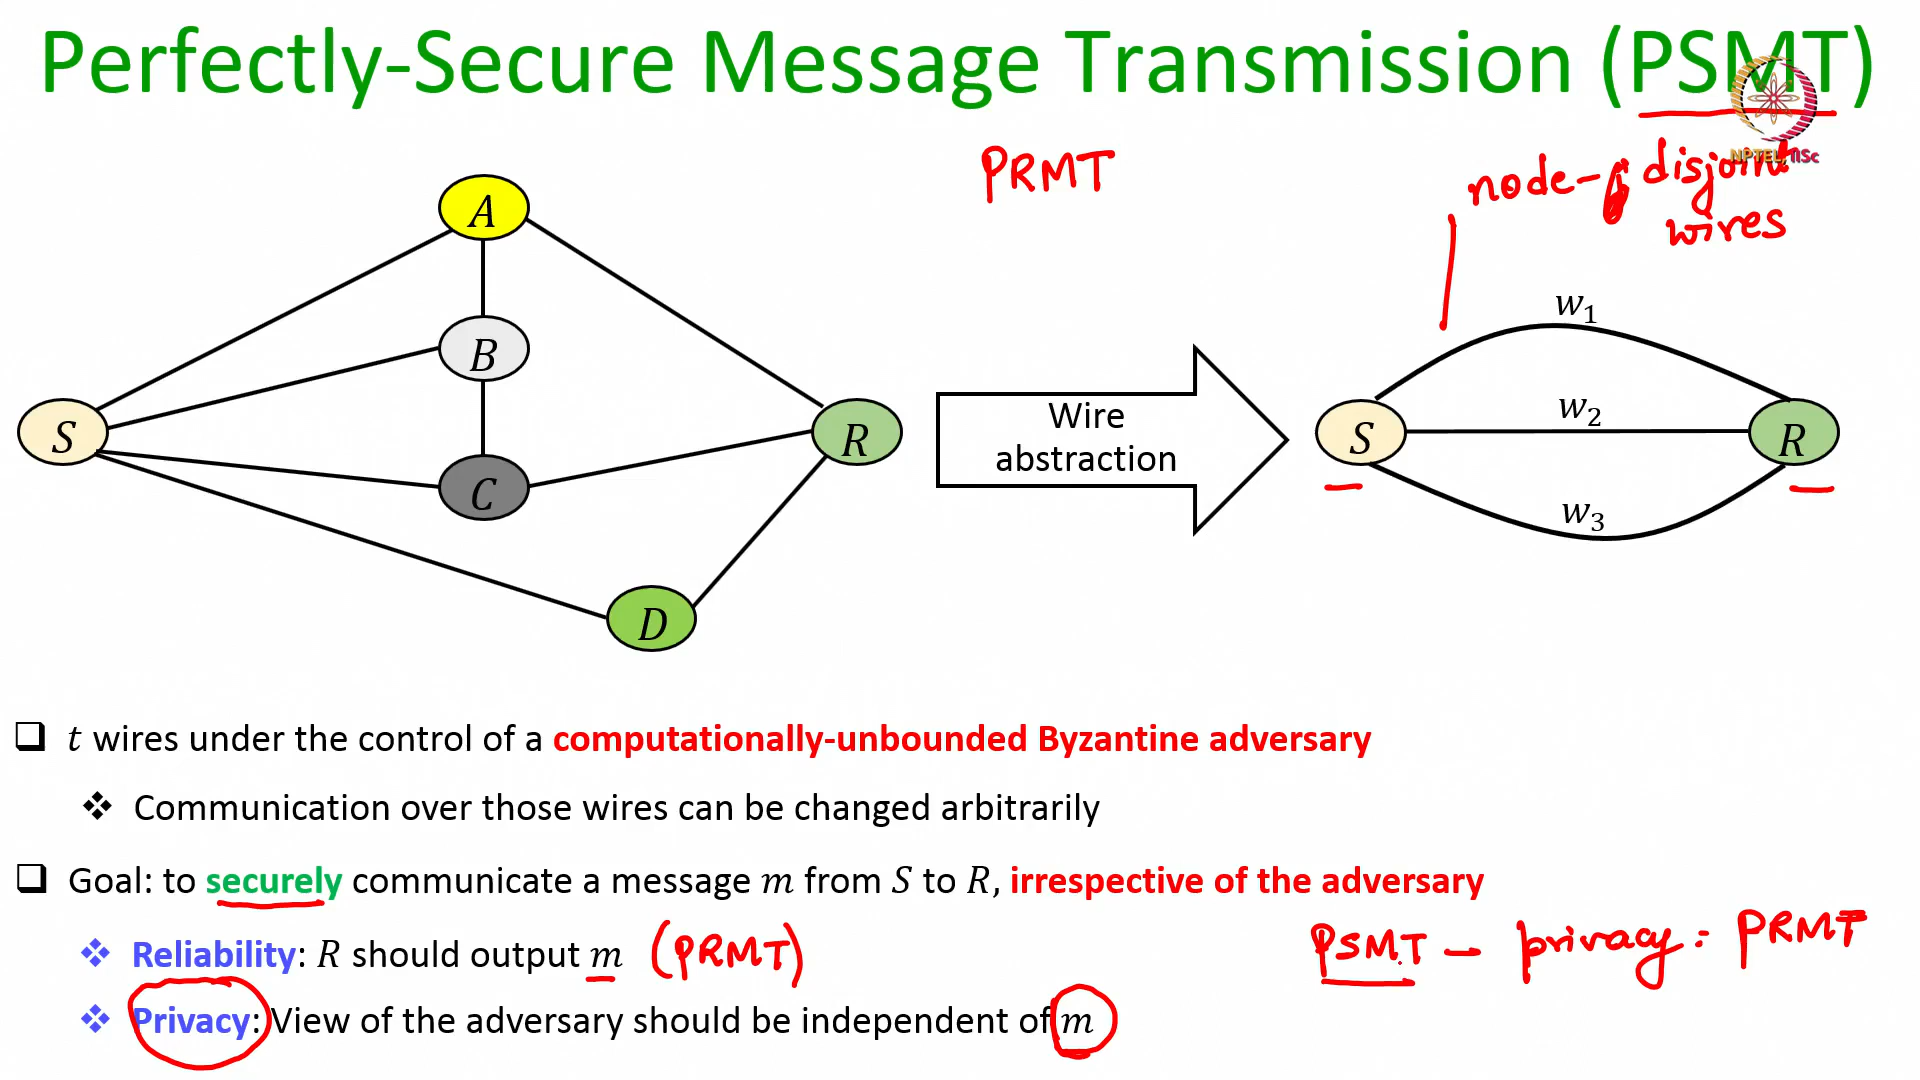 Perfectly-Secure Message Transmission (PSMT)
NPTEL, IISc
PRMT
node-disjoint
wires
A
B
S
C
R
D
Wire
abstraction
w₁
w₂
w₃
S
R
t wires under the control of a computationally-unbounded Byzantine adversary
Communication over those wires can be changed arbitrarily
Goal: to securely communicate a message m from S to R, irrespective of the adversary
Reliability: R should output m (PRMT)
PSMT - privacy = PRMT
Privacy: View of the adversary should be independent of m